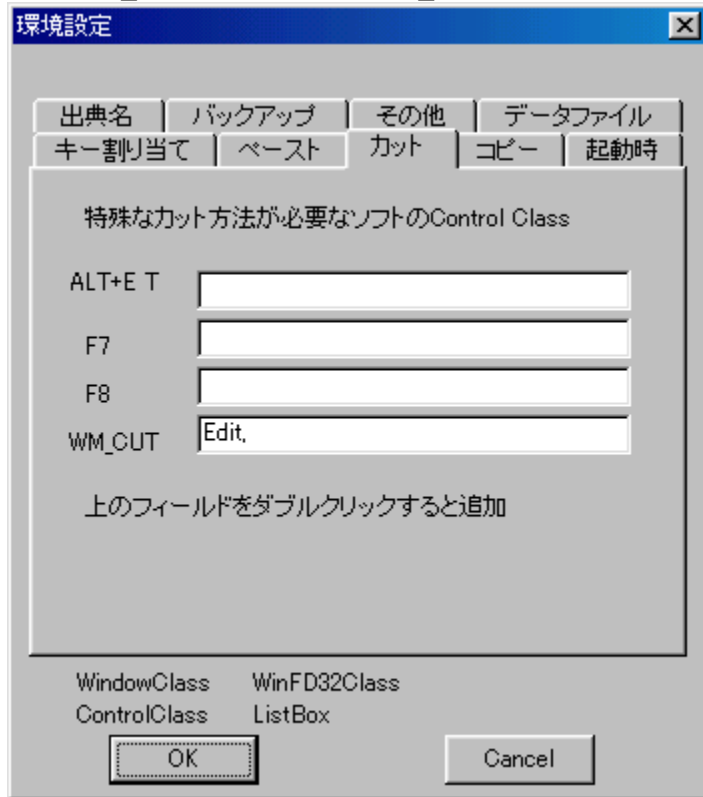 環境設定
出典名 バックアップ その他 データファイル
キー割り当て ペースト カット コピー 起動時
特殊なカット方法が必要なソフトのControl Class
ALT+E T
F7
F8
WM_CUT Edit,
上のフィールドをダブルクリックすると追加
WindowClass WinFD32Class
ControlClass ListBox
OK Cancel